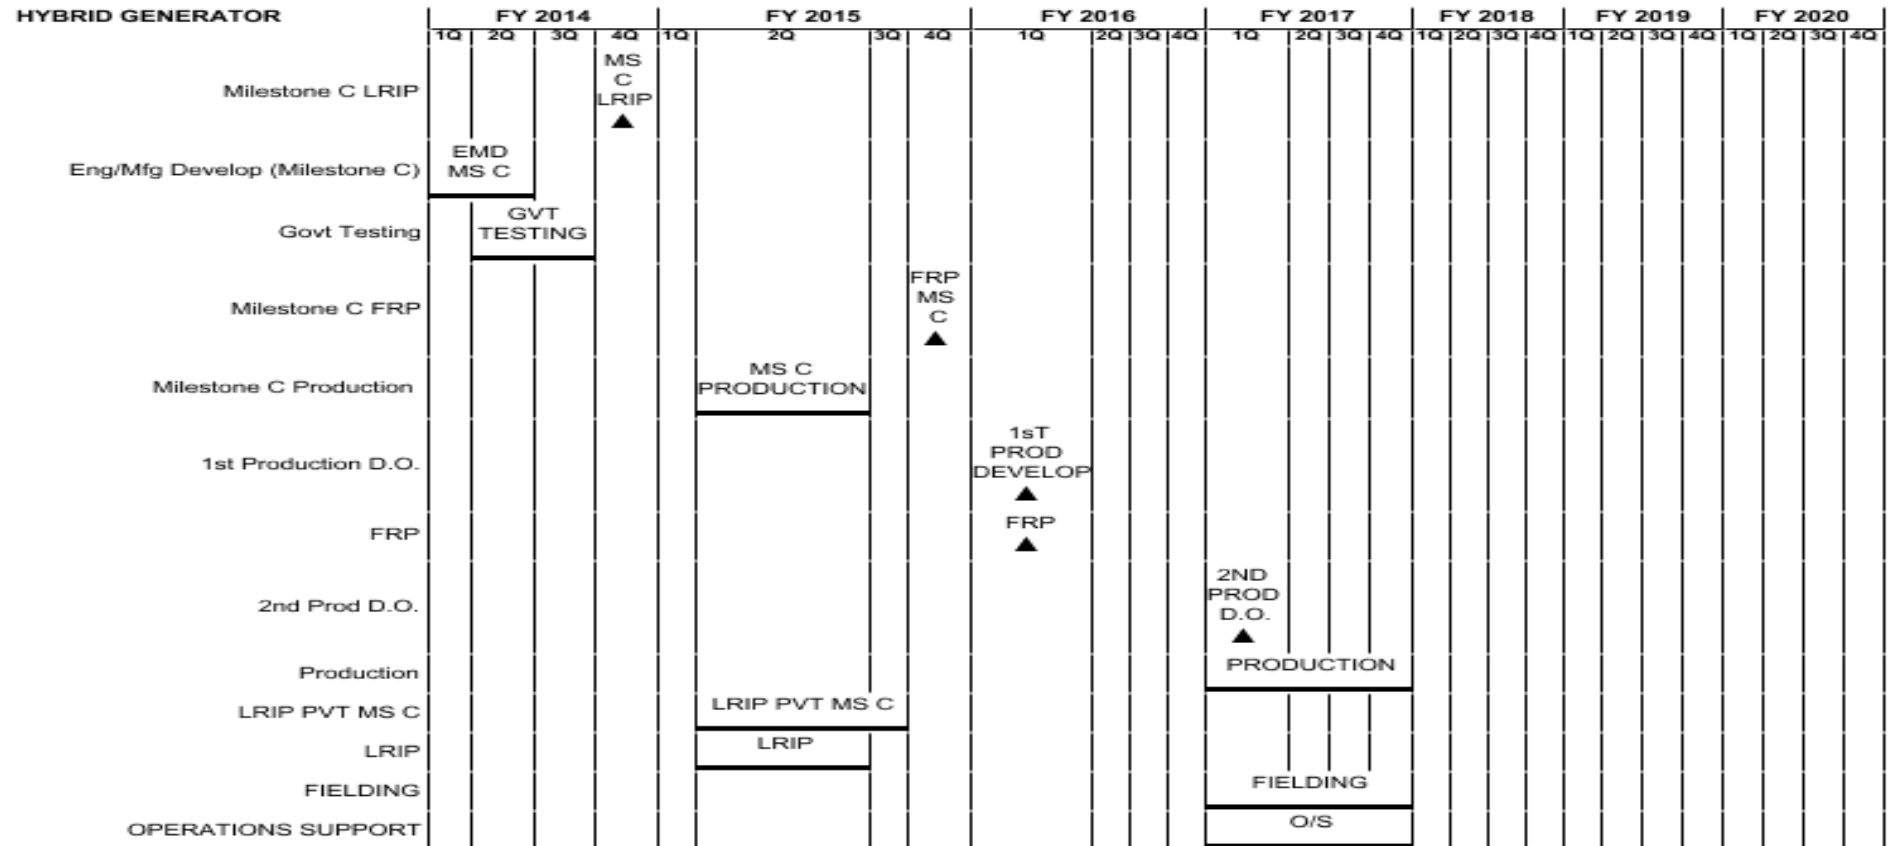 HYBRID GENERATOR FY 2014 FY 2015 FY 2016 FY 2017 FY 2018 FY 2019 FY 2020
1Q 2Q 3Q 4Q 1Q 2Q 3Q 4Q 1Q 2Q 3Q 4Q 1Q 2Q 3Q 4Q 1Q 2Q 3Q 4Q 1Q 2Q 3Q 4Q 1Q 2Q 3Q 4Q
Milestone C LRIP
MS
C
LRIP
Eng/Mfg Develop (Milestone C)
EMD
MS C
Govt Testing
GVT
TESTING
Milestone C FRP
FRP
MS
C
Milestone C Production
MS C
PRODUCTION
1st Production D.O.
1sT
PROD
DEVELOP
FRP
FRP
2nd Prod D.O.
2ND
PROD
D.O.
Production
PRODUCTION
LRIP PVT MS C
LRIP PVT MS C
LRIP
LRIP
FIELDING
FIELDING
OPERATIONS SUPPORT
O/S